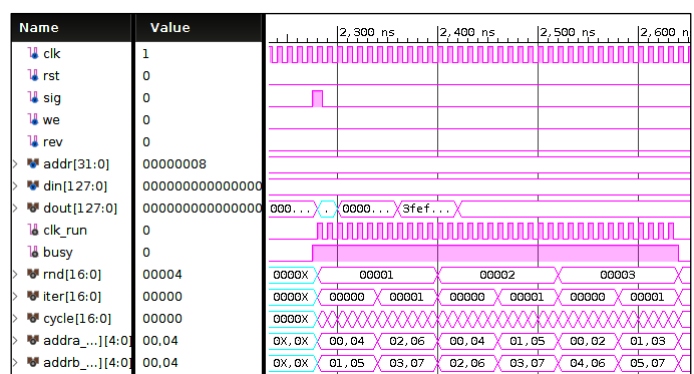 Name Value 2,300 ns 2,400 ns 2,500 ns 2,600 n
clk 1
rst 0
sig 0
we 0
rev 0
addr[31:0] 00000008
din[127:0] 000000000000000
dout[127:0] 000000000000000 000... . 0000... 3fef...
clk_run 0
busy 0
rnd[16:0] 00004 0000X 00001 00002 00003
iter[16:0] 00000 0000X 00000 00001 00000 00001 00000 00001
cycle[16:0] 00000 0000X
addra_...][4:0] 00,04 0X,0X 00,04 02,06 00,04 01,05 00,02 01,03
addrb_...][4:0] 00,04 0X,0X 01,05 03,07 02,06 03,07 04,06 05,07